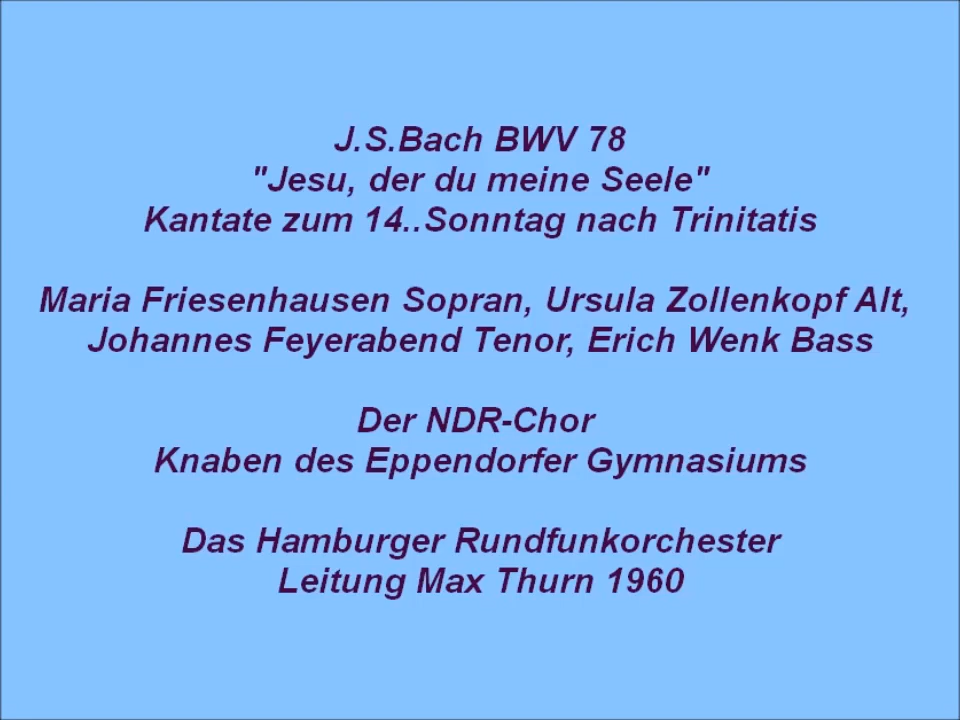 J.S.Bach BWV 78
"Jesu, der du meine Seele"
Kantate zum 14..Sonntag nach Trinitatis
Maria Friesenhausen Sopran, Ursula Zollenkopf Alt,
Johannes Feyerabend Tenor, Erich Wenk Bass
Der NDR-Chor
Knaben des Eppendorfer Gymnasiums
Das Hamburger Rundfunkorchester
Leitung Max Thurn 1960